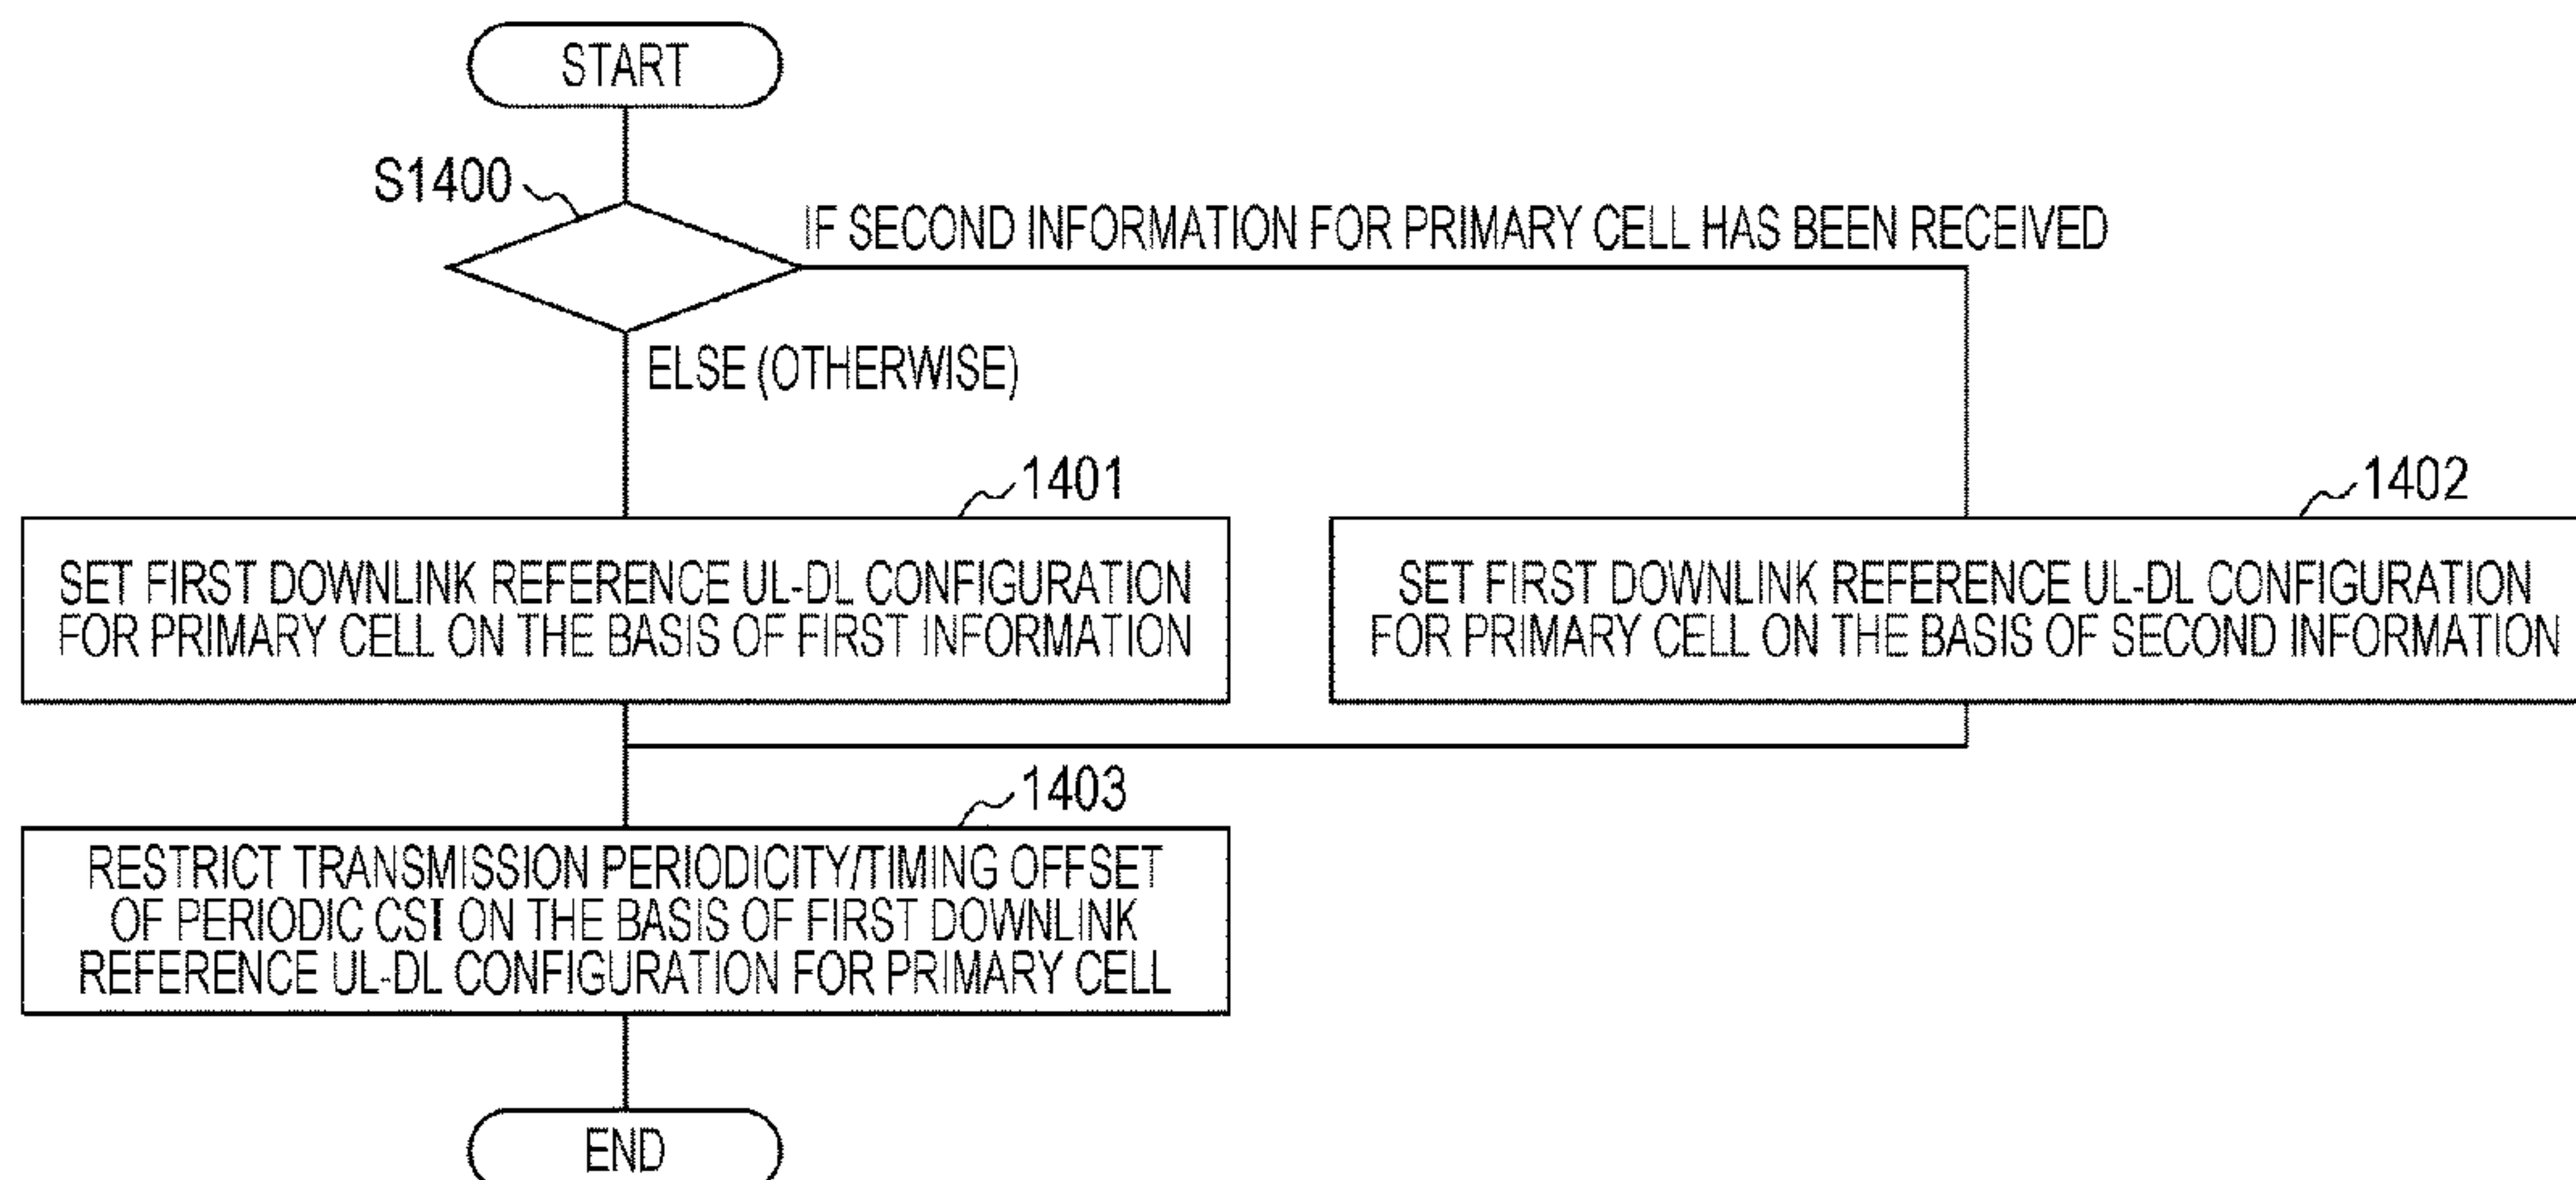 START
S1400
IF SECOND INFORMATION FOR PRIMARY CELL HAS BEEN RECEIVED
ELSE (OTHERWISE)
1401
SET FIRST DOWNLINK REFERENCE UL-DL CONFIGURATION
FOR PRIMARY CELL ON THE BASIS OF FIRST INFORMATION
1402
SET FIRST DOWNLINK REFERENCE UL-DL CONFIGURATION
FOR PRIMARY CELL ON THE BASIS OF SECOND INFORMATION
1403
RESTRICT TRANSMISSION PERIODICITY/TIMING OFFSET
OF PERIODIC CSI ON THE BASIS OF FIRST DOWNLINK
REFERENCE UL-DL CONFIGURATION FOR PRIMARY CELL
END